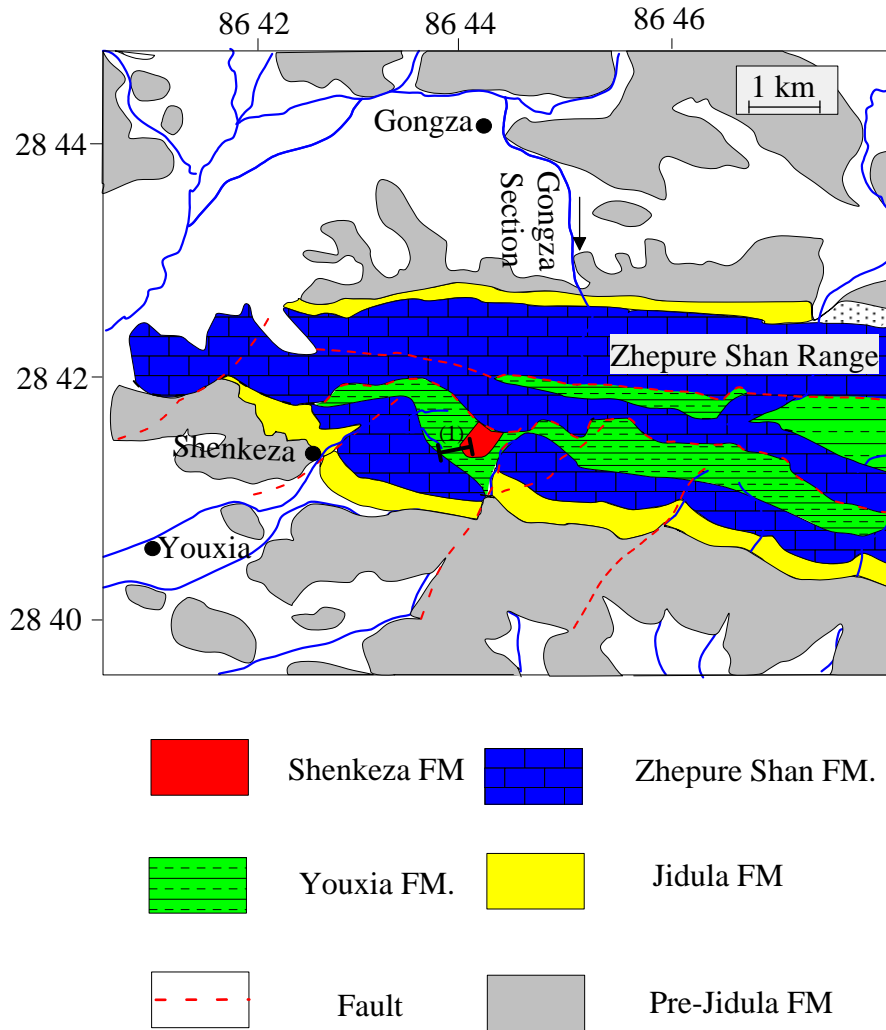 86 42
86 44
86 46
1 km
28 44
Gongza
Gongza
Section
Zhepure Shan Range
28 42
(1)
Shenkeza
Youxia
28 40
Shenkeza FM
Zhepure Shan FM.
Youxia FM.
Jidula FM
Fault
Pre-Jidula FM